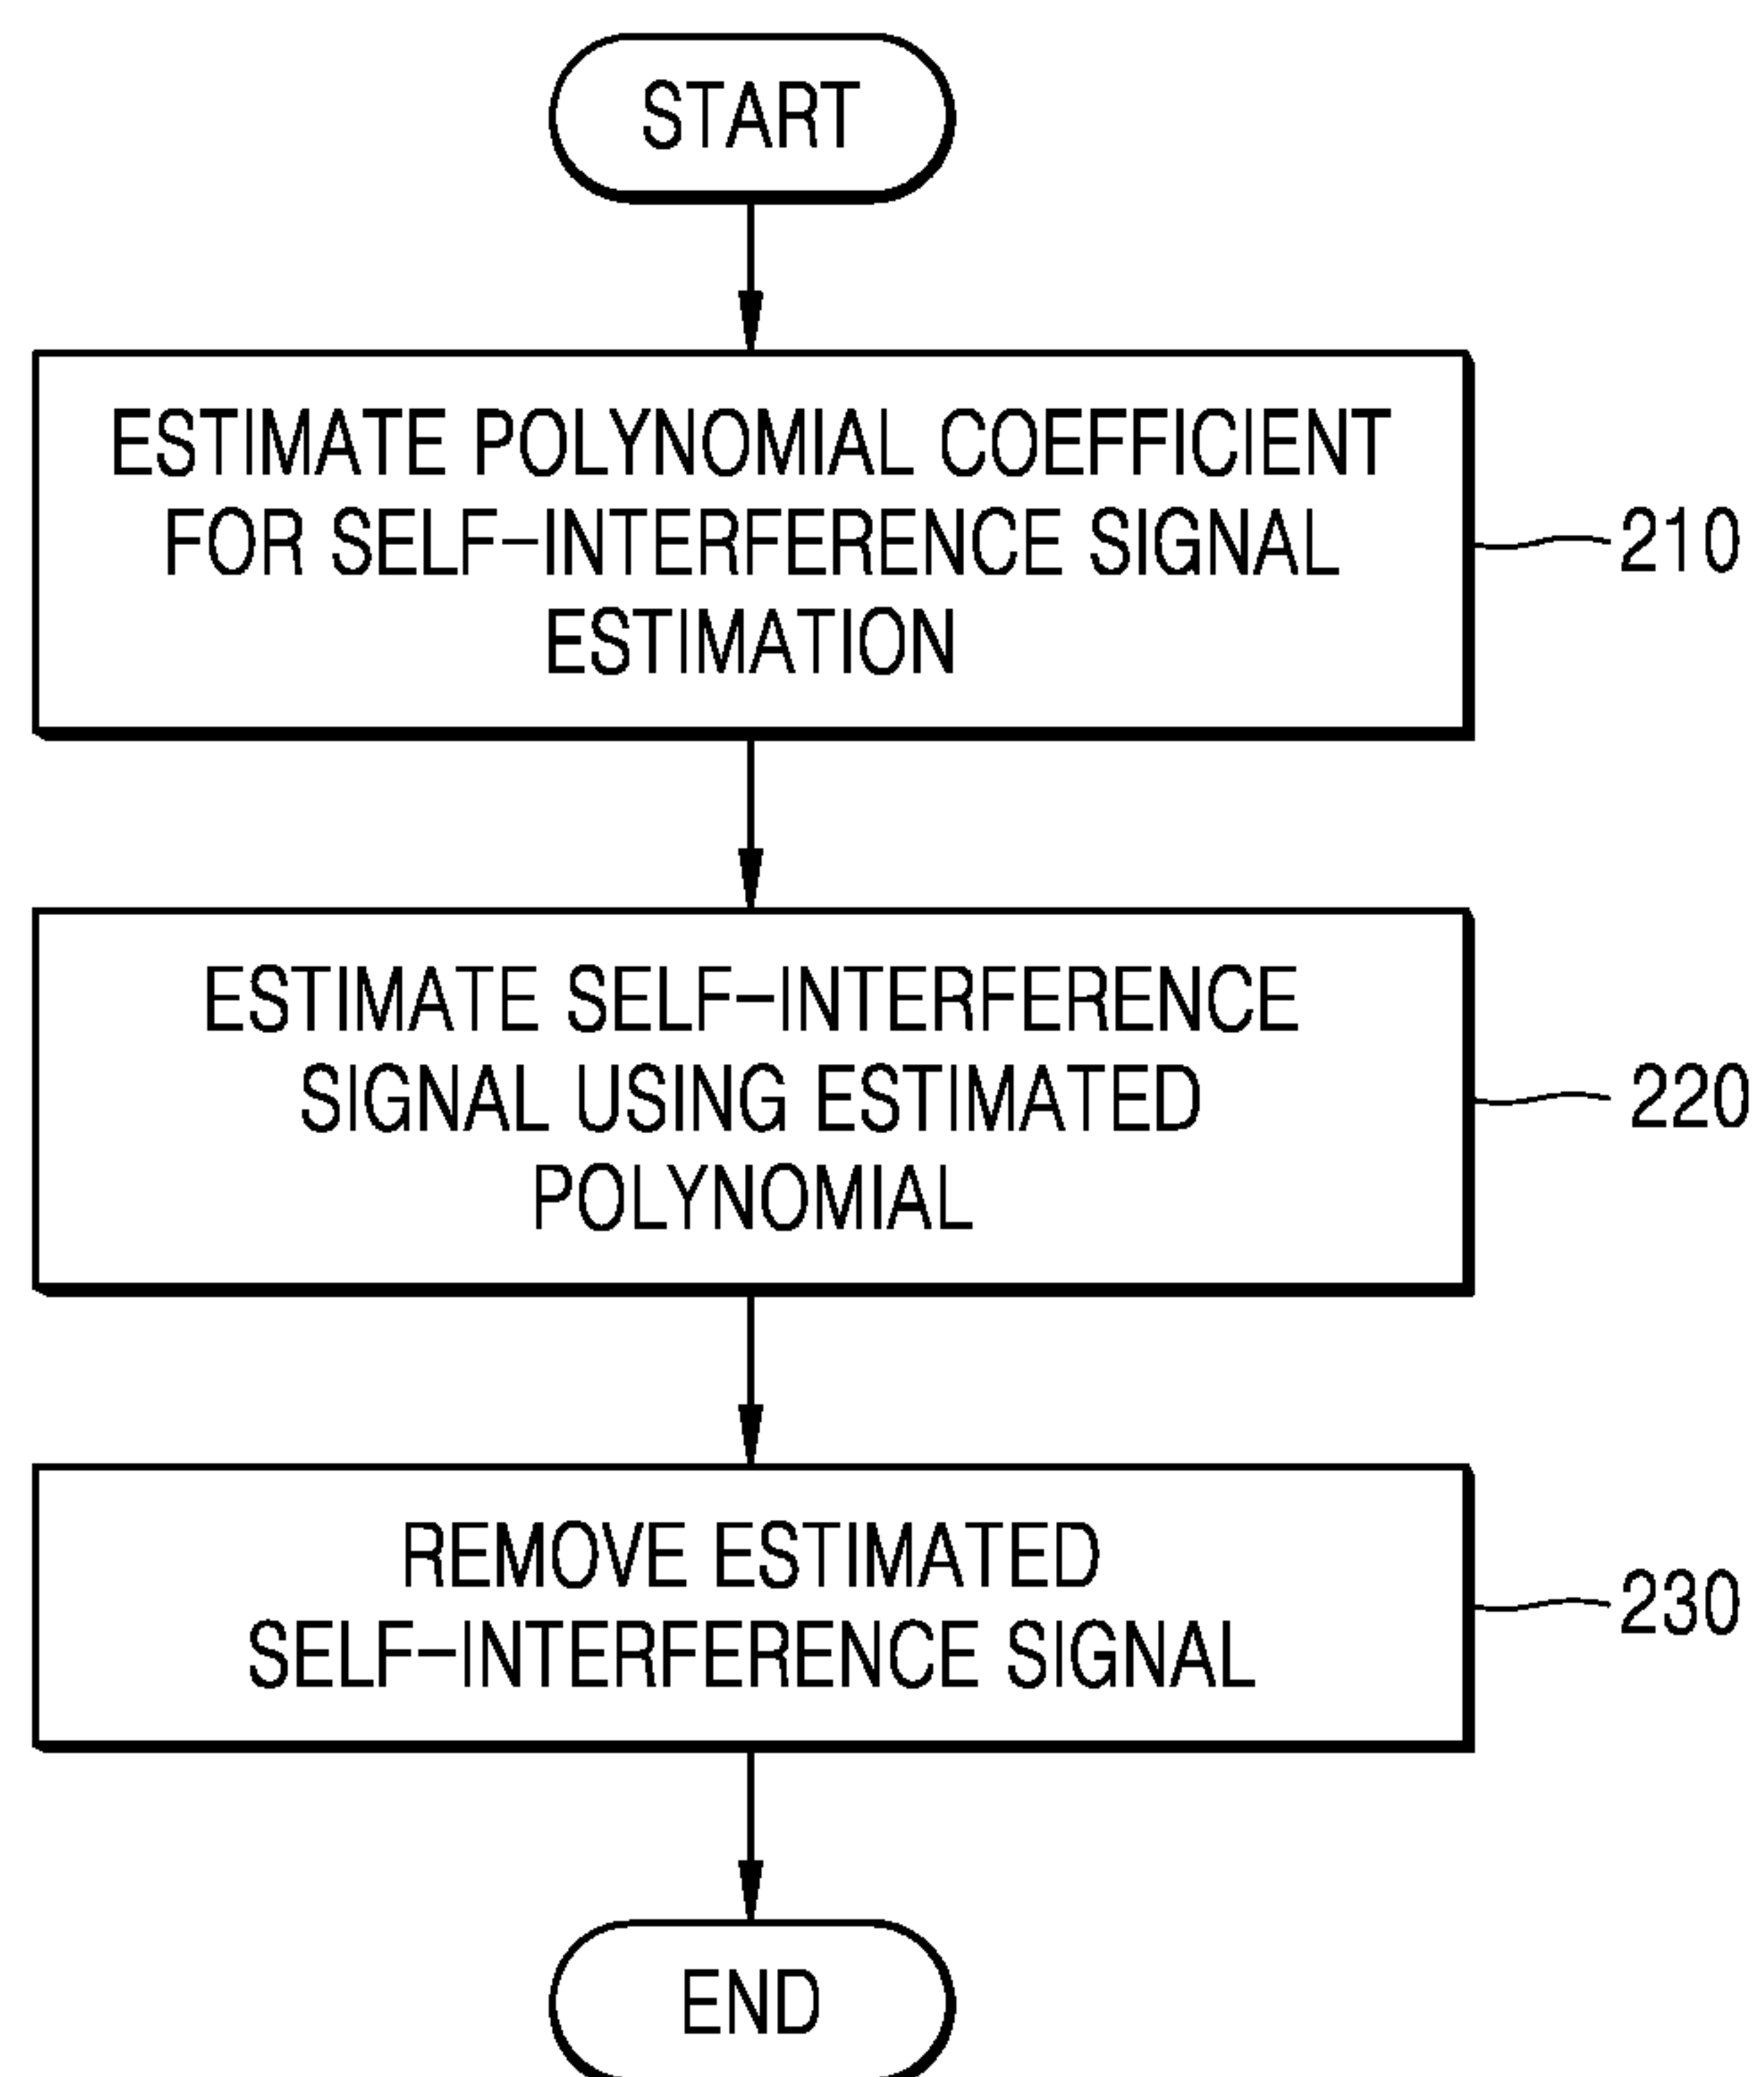 START
ESTIMATE POLYNOMIAL COEFFICIENT
FOR SELF-INTERFERENCE SIGNAL
ESTIMATION
210
ESTIMATE SELF-INTERFERENCE
SIGNAL USING ESTIMATED
POLYNOMIAL
220
REMOVE ESTIMATED
SELF-INTERFERENCE SIGNAL
230
END